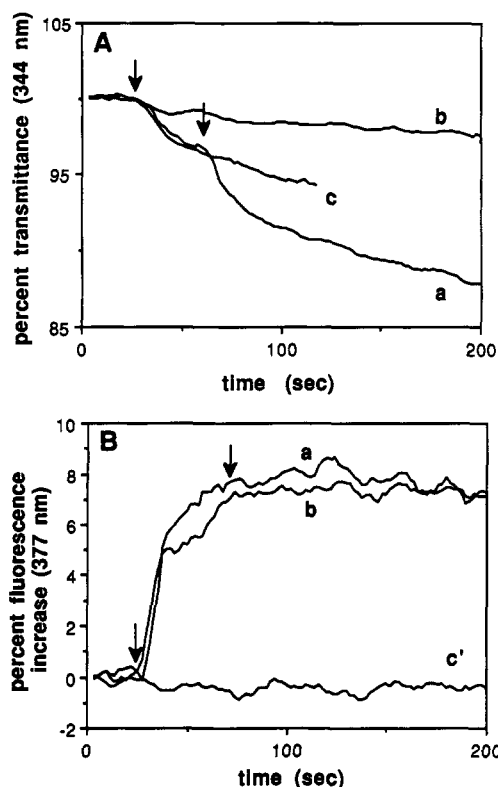 A
105
95
85
percent transmittance (344 nm)
b
c
a
0
100
200
time (sec)
B
10
8
6
4
2
0
-2
percent fluorescence
increase (377 nm)
a
b
c'
0
100
200
time (sec)